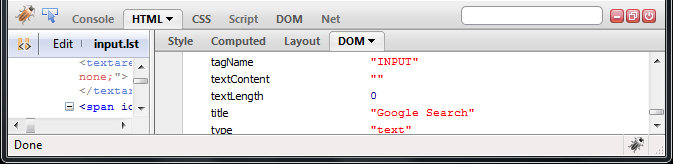 Console HTML CSS Script DOM Net
Edit input.lst
Style Computed Layout DOM
<textare
none;">
</textar
<span id
tagName "INPUT"
textContent ""
textLength 0
title "Google Search"
type "text"
Done